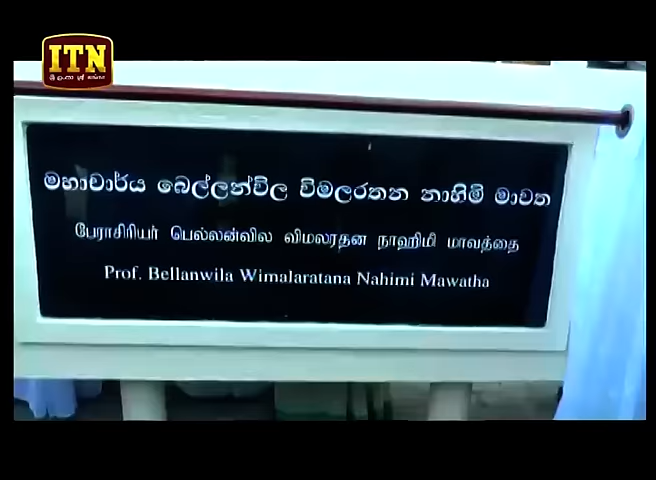 ITN
මහාචාර්ය බෙල්ලන්විල විමලරතන නාහිමි මාවත
பேராசிரியர் பெல்லன்வில விமலரதன நாஹிமி மாவத்தை
Prof. Bellanwila Wimalaratana Nahimi Mawatha